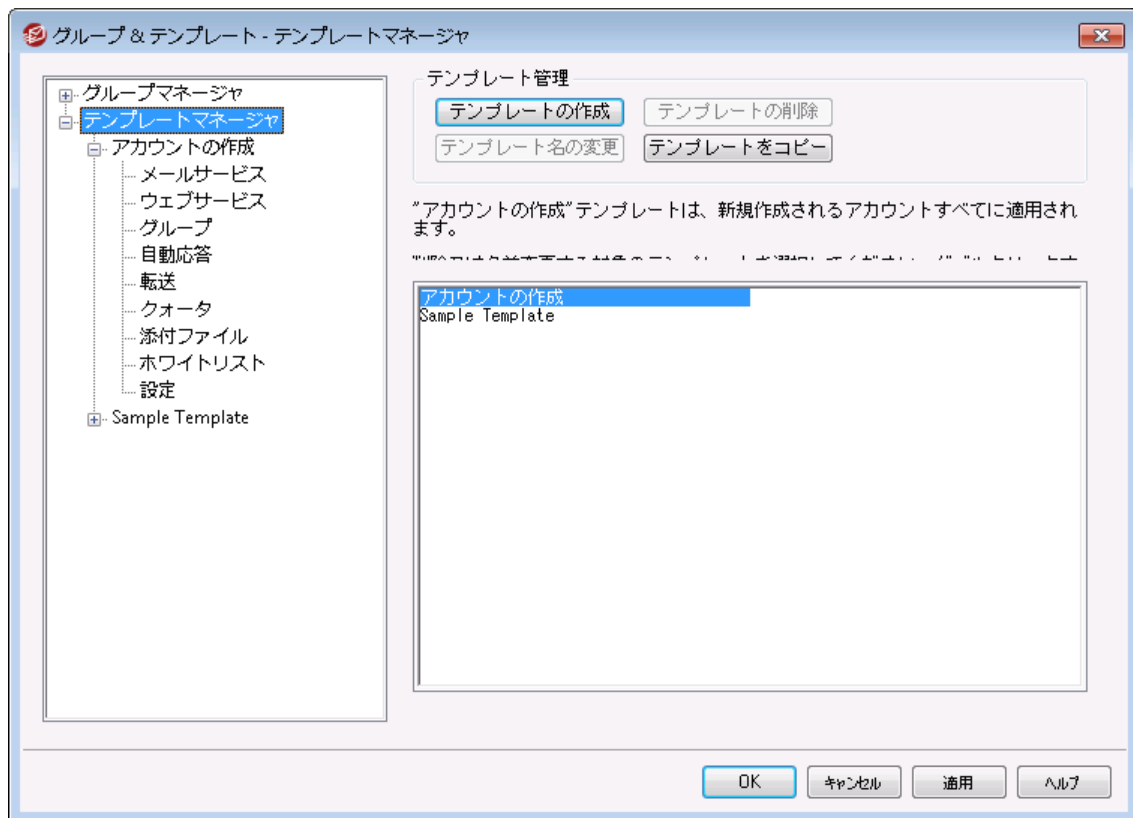 グループ & テンプレート - テンプレートマネージャ
グループマネージャ
テンプレートマネージャ
アカウントの作成
メールサービス
ウェブサービス
グループ
自動応答
転送
クォータ
添付ファイル
ホワイトリスト
設定
Sample Template
テンプレート管理
テンプレートの作成
テンプレートの削除
テンプレート名の変更
テンプレートをコピー
"アカウントの作成"テンプレートは、新規作成されるアカウントすべてに適用され
ます。
アカウントの作成
Sample Template
OK
キャンセル
適用
ヘルプ